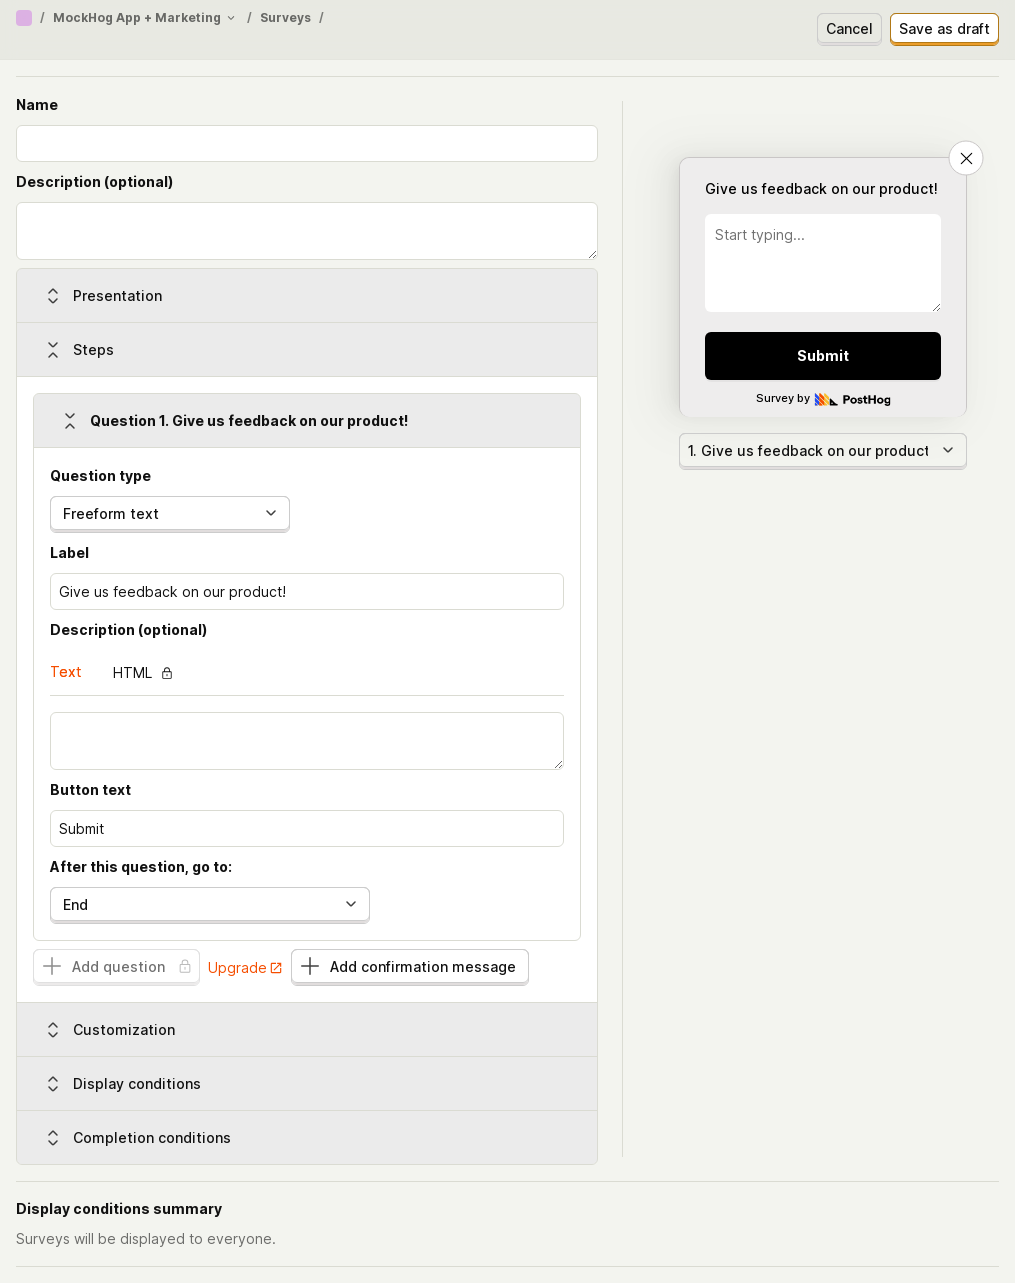 / MockHog App + Marketing / Surveys /
Cancel
Save as draft
Name
Description (optional)
Presentation
Steps
Question 1. Give us feedback on our product!
Question type
Freeform text
Label
Give us feedback on our product!
Description (optional)
Text
HTML
Button text
Submit
After this question, go to:
End
Add question
Upgrade
Add confirmation message
Customization
Display conditions
Completion conditions
Give us feedback on our product!
Start typing...
Submit
Survey by PostHog
1. Give us feedback on our product
Display conditions summary
Surveys will be displayed to everyone.